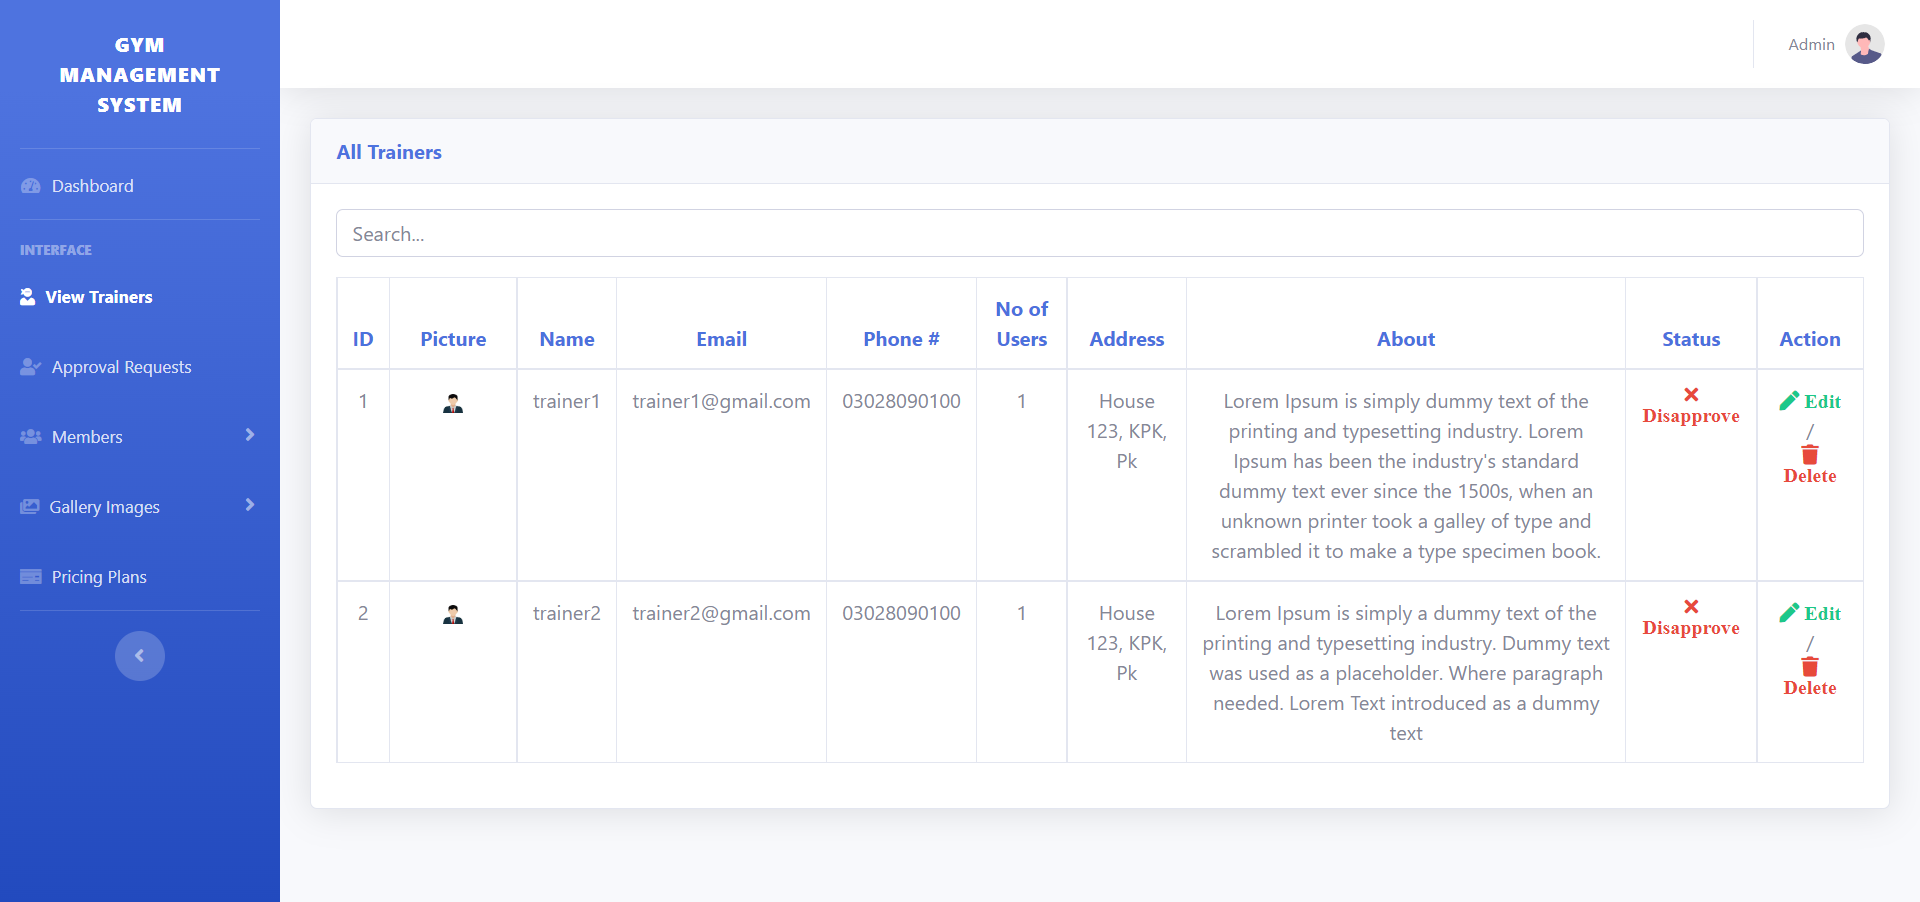 GYM
MANAGEMENT
SYSTEM
Dashboard
INTERFACE
View Trainers
Approval Requests
Members
Gallery Images
Pricing Plans
Admin
All Trainers
Search...
ID Picture Name Email Phone # No of Users Address About Status Action
1 trainer1 trainer1@gmail.com 03028090100 1 House Lorem Ipsum is simply dummy text of the Disapprove Edit
123, KPK, printing and typesetting industry. Lorem /
Pk Ipsum has been the industry's standard Delete
dummy text ever since the 1500s, when an
unknown printer took a galley of type and
scrambled it to make a type specimen book.
2 trainer2 trainer2@gmail.com 03028090100 1 House Lorem Ipsum is simply a dummy text of the Disapprove Edit
123, KPK, printing and typesetting industry. Dummy text /
Pk was used as a placeholder. Where paragraph Delete
needed. Lorem Text introduced as a dummy
text